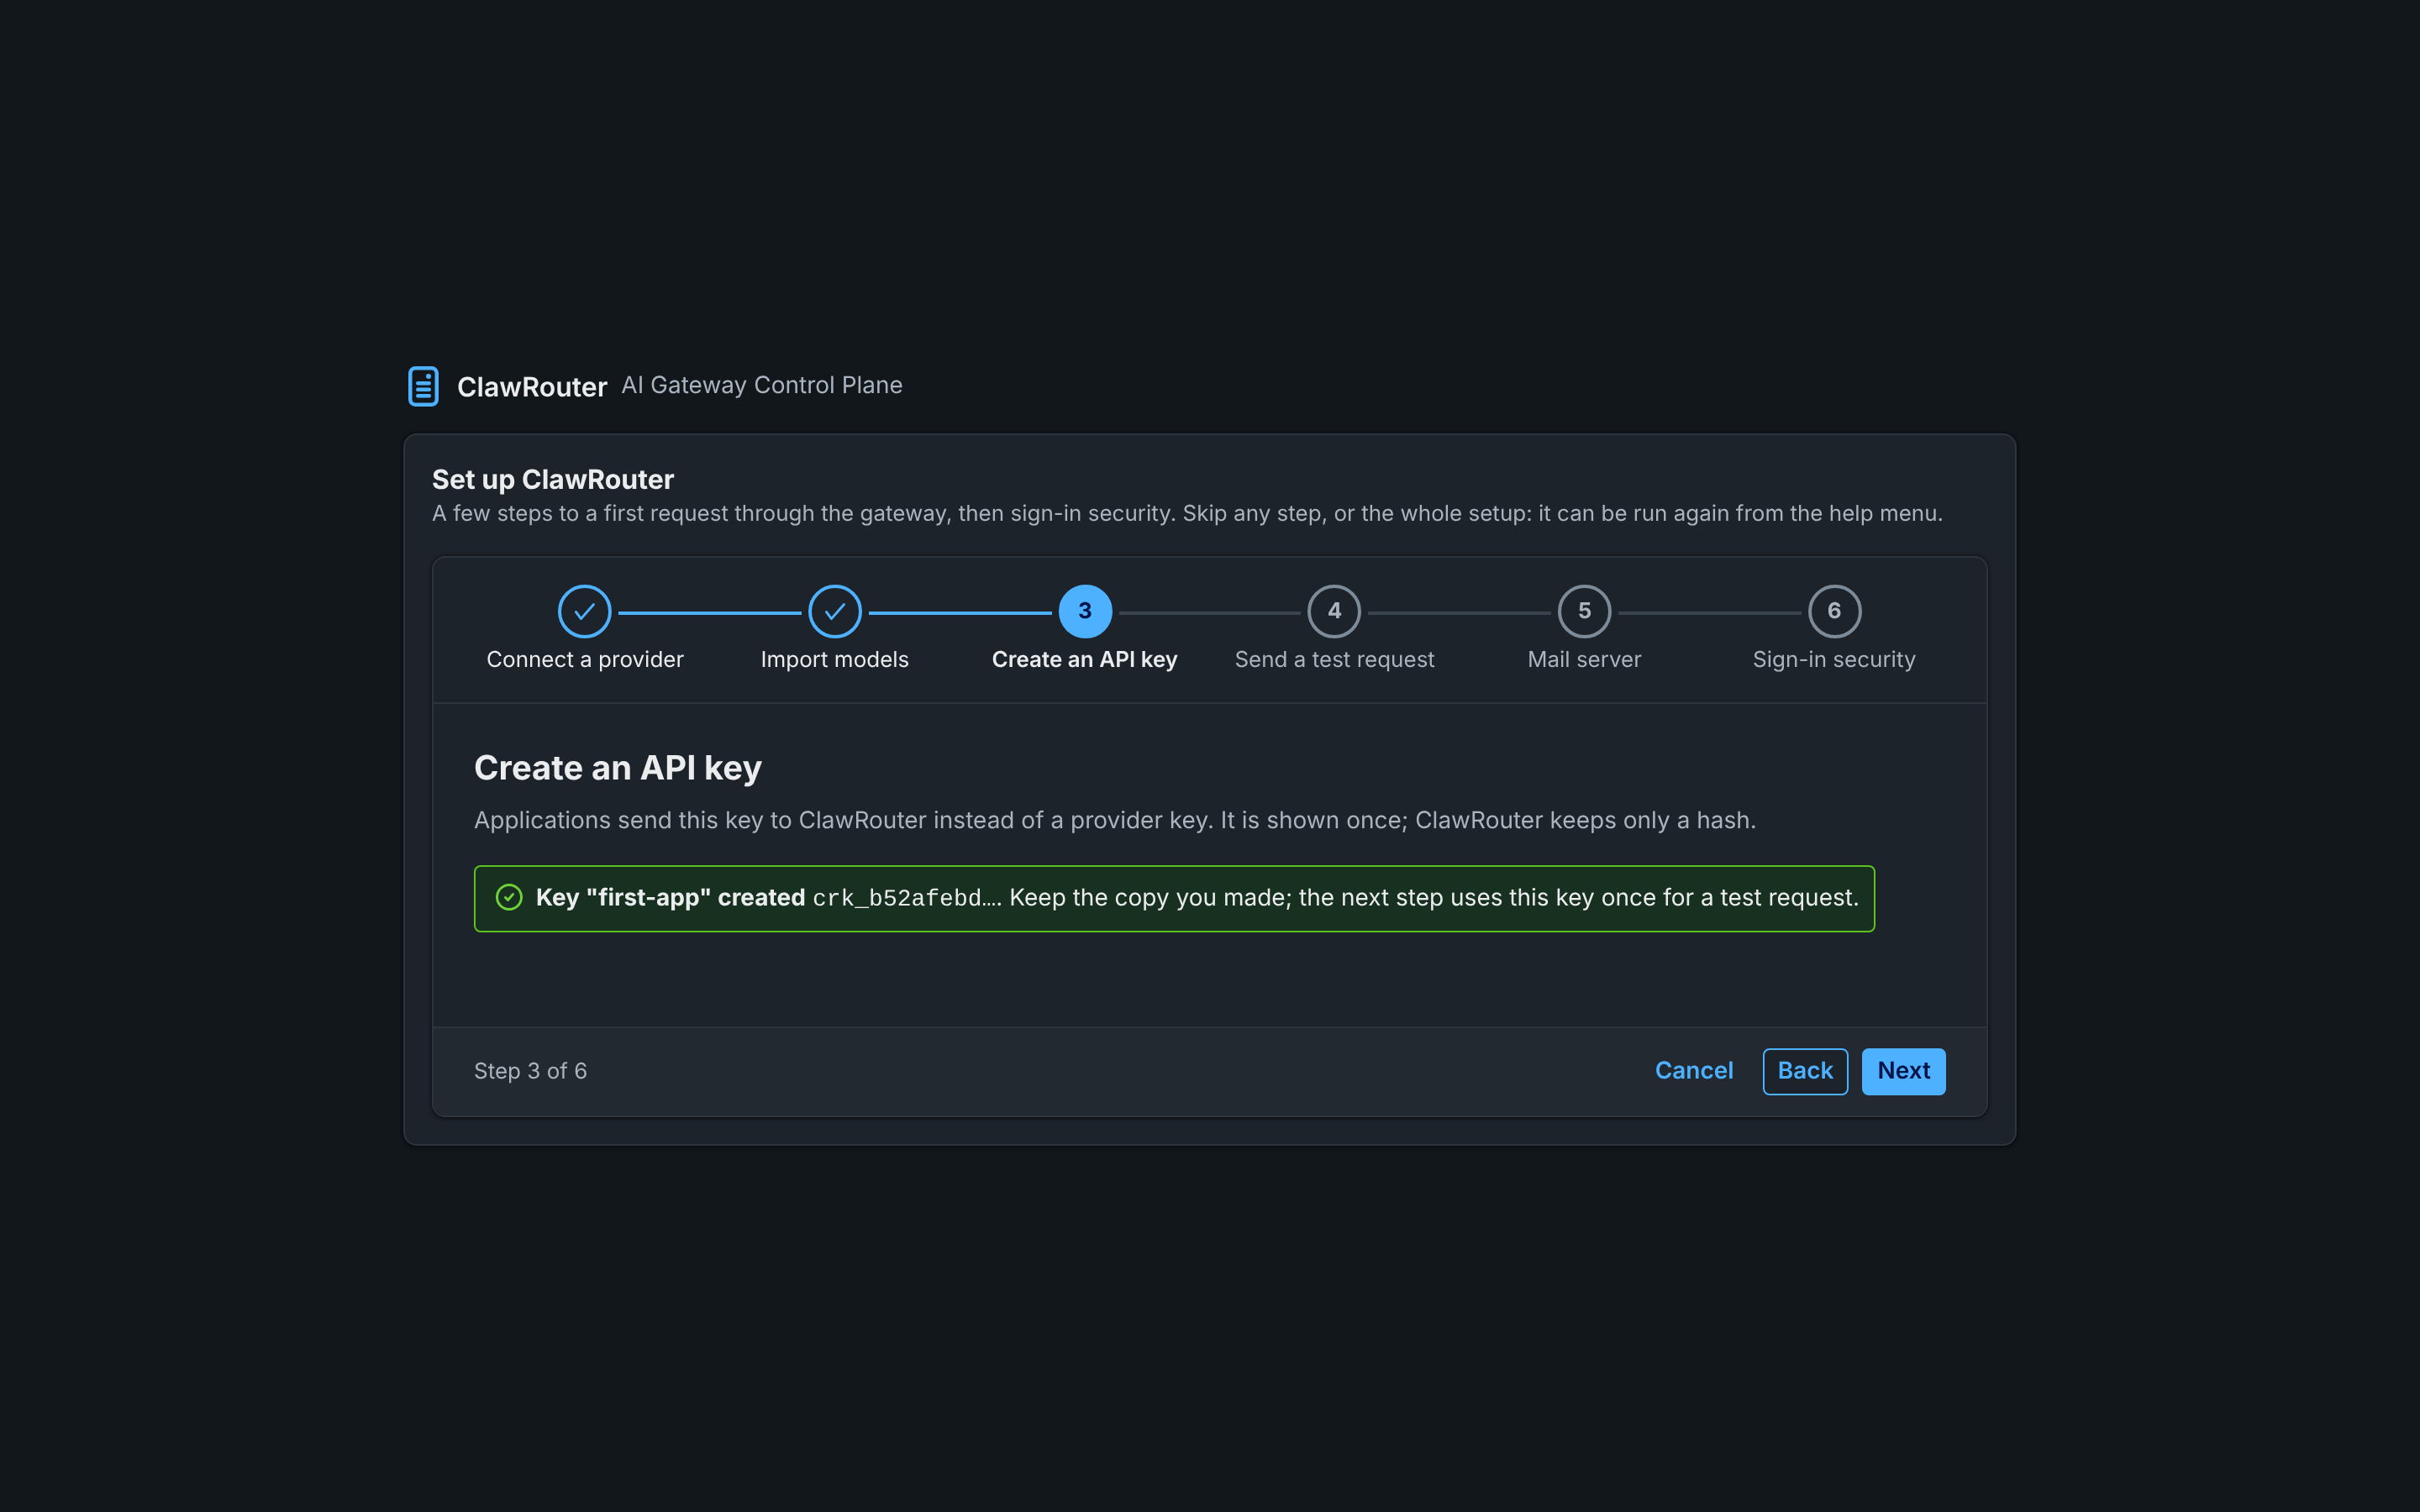 ClawRouter AI Gateway Control Plane
Set up ClawRouter
A few steps to a first request through the gateway, then sign-in security. Skip any step, or the whole setup: it can be run again from the help menu.
3 4 5 6
Connect a provider Import models Create an API key Send a test request Mail server Sign-in security
Create an API key
Applications send this key to ClawRouter instead of a provider key. It is shown once; ClawRouter keeps only a hash.
Key "first-app" created crk_b52afebd…. Keep the copy you made; the next step uses this key once for a test request.
Step 3 of 6 Cancel Back Next